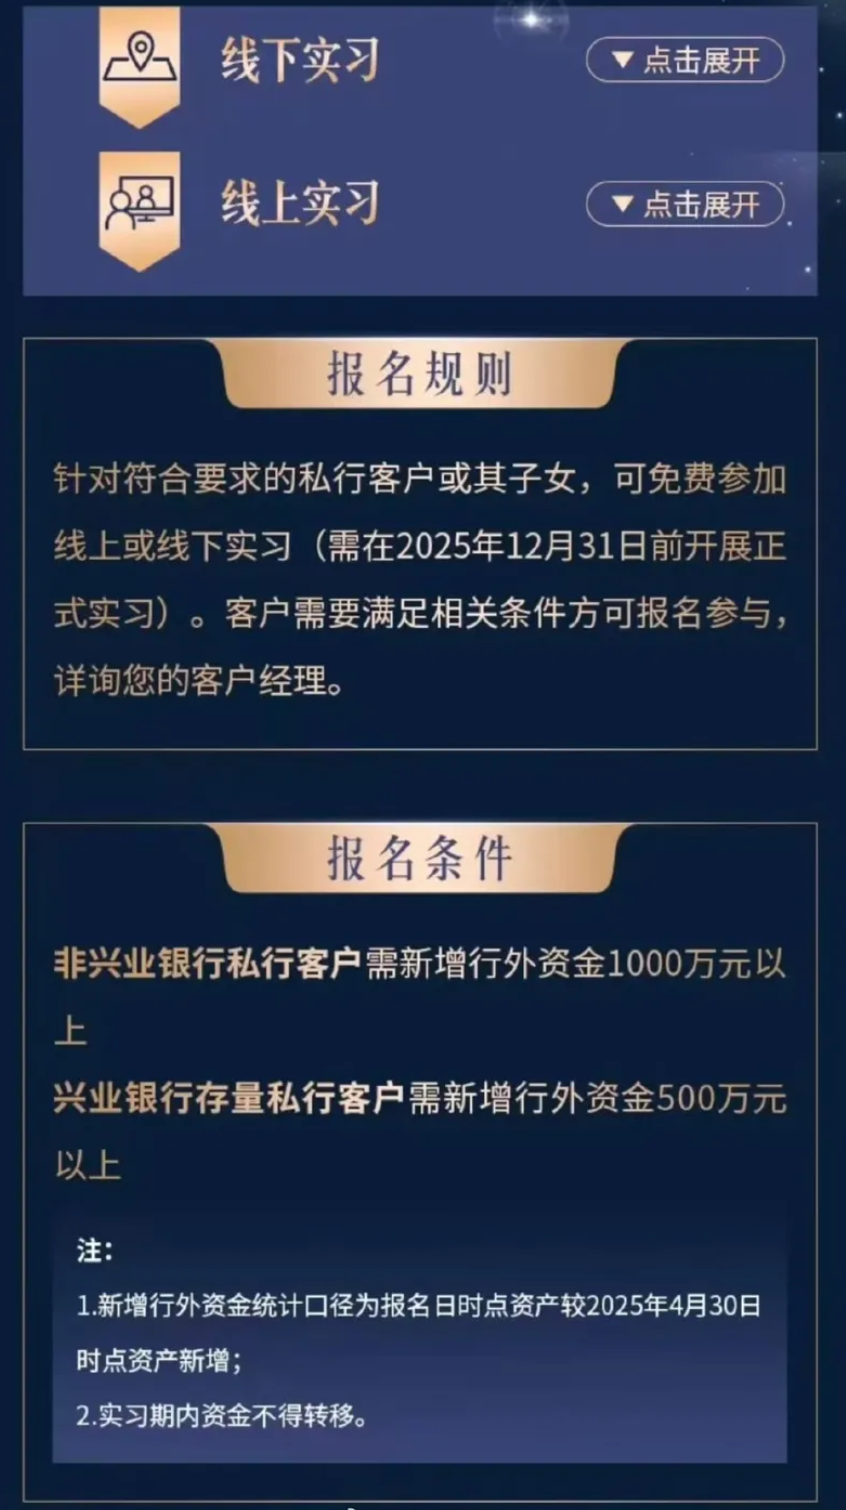 线下实习
▼ 点击展开
线上实习
▼ 点击展开
报名规则
针对符合要求的私行客户或其子女，可免费参加
线上或线下实习（需在2025年12月31日前开展正
式实习）。客户需要满足相关条件方可报名参与，
详询您的客户经理。
报名条件
非兴业银行私行客户需新增行外资金1000万元以
上
兴业银行存量私行客户需新增行外资金500万元
以上
注：
1.新增行外资金统计口径为报名日时点资产较2025年4月30日
时点资产新增；
2.实习期内资金不得转移。